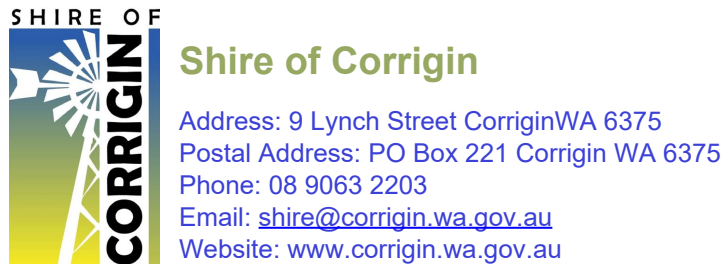 SHIRE OF
CORRIGIN
Shire of Corrigin
Address: 9 Lynch Street CorriginWA 6375
Postal Address: PO Box 221 Corrigin WA 6375
Phone: 08 9063 2203
Email: shire@corrigin.wa.gov.au
Website: www.corrigin.wa.gov.au